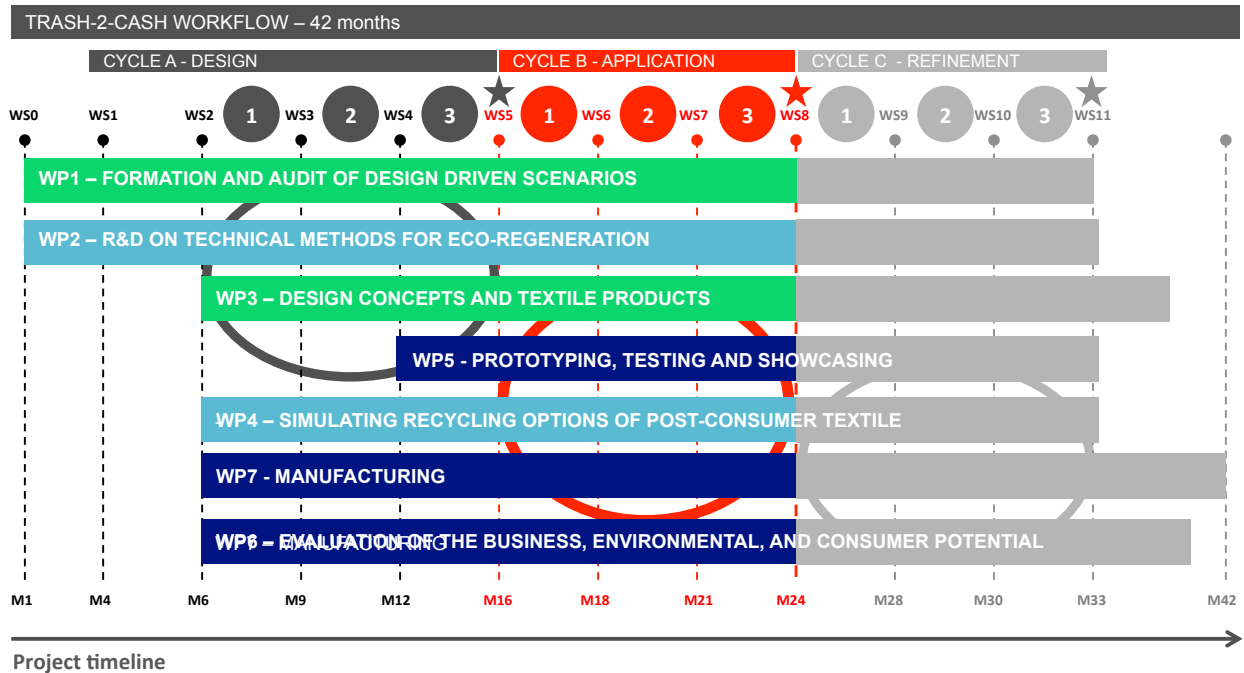 TRASH-2-CASH WORKFLOW – 42 months
CYCLE A - DESIGN CYCLE B - APPLICATION CYCLE C - REFINEMENT
WS0 WS1 WS2 1 WS3 2 WS4 3 WS5 1 WS6 2 WS7 3 WS8 1 WS9 2 WS10 3 WS11
WP1 – FORMATION AND AUDIT OF DESIGN DRIVEN SCENARIOS
WP2 – R&D ON TECHNICAL METHODS FOR ECO-REGENERATION
WP3 – DESIGN CONCEPTS AND TEXTILE PRODUCTS
WP5 - PROTOTYPING, TESTING AND SHOWCASING
WP4 – SIMULATING RECYCLING OPTIONS OF POST-CONSUMER TEXTILE
WP7 - MANUFACTURING
WP6 – EVALUATION OF THE BUSINESS, ENVIRONMENTAL, AND CONSUMER POTENTIAL
WP7 – MANUFACTURING
M1 M4 M6 M9 M12 M16 M18 M21 M24 M28 M30 M33 M42
Project timeline